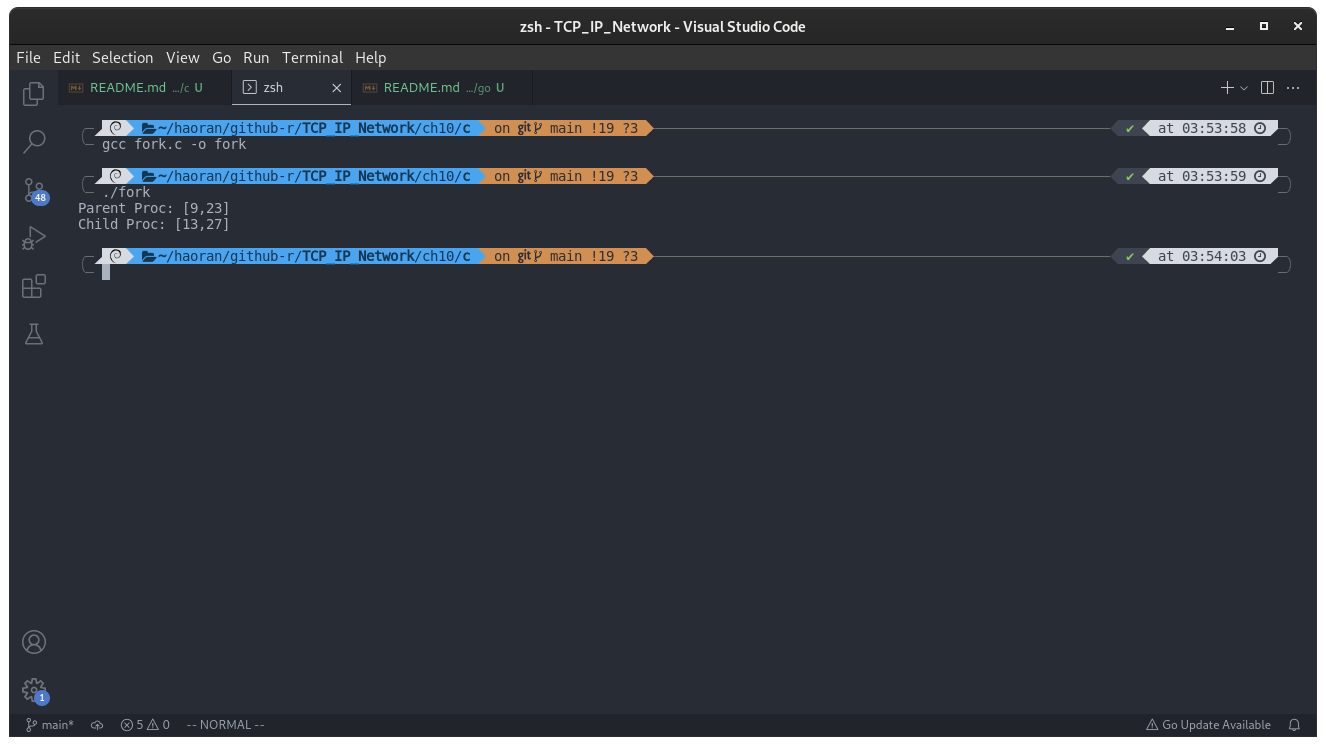 zsh - TCP_IP_Network - Visual Studio Code
File Edit Selection View Go Run Terminal Help
README.md .../c U zsh README.md .../go U
~/haoran/github-r/TCP_IP_Network/ch10/c on git main !19 ?3 ✔ at 03:53:58
gcc fork.c -o fork
~/haoran/github-r/TCP_IP_Network/ch10/c on git main !19 ?3 ✔ at 03:53:59
./fork
Parent Proc: [9,23]
Child Proc: [13,27]
~/haoran/github-r/TCP_IP_Network/ch10/c on git main !19 ?3 ✔ at 03:54:03
48
1
main* 5 0 -- NORMAL -- Go Update Available